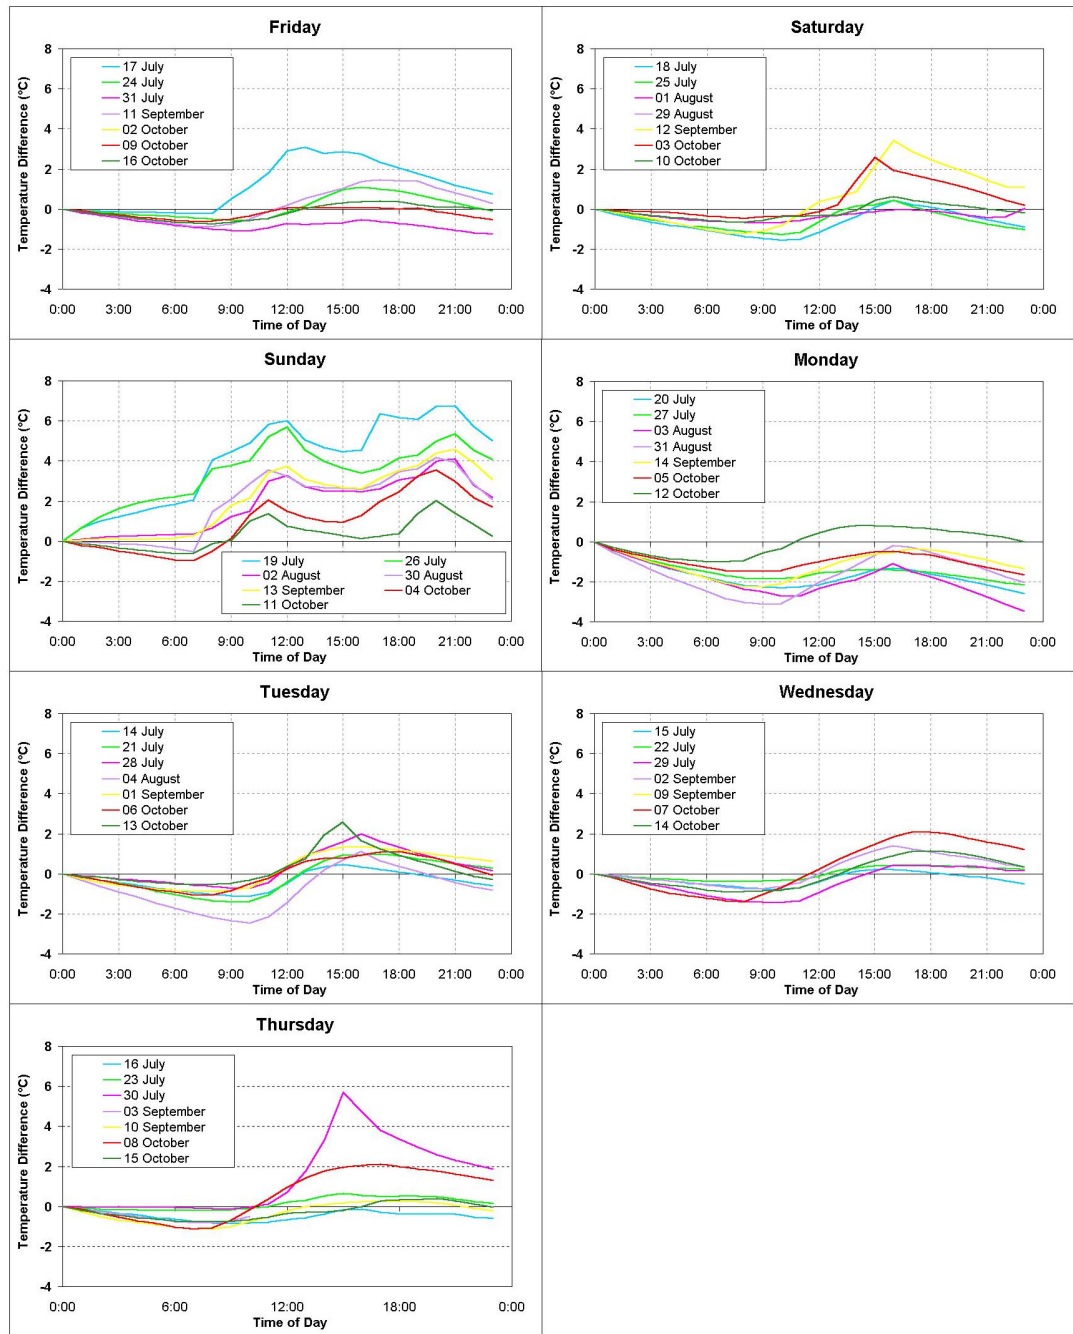 Friday
Temperature Difference (°C)
8
6
4
2
0
-2
-4
17 July
24 July
31 July
11 September
02 October
09 October
16 October
0:00 3:00 6:00 9:00 12:00 15:00 18:00 21:00 0:00
Time of Day
Saturday
Temperature Difference (°C)
8
6
4
2
0
-2
-4
18 July
25 July
01 August
29 August
12 September
03 October
10 October
0:00 3:00 6:00 9:00 12:00 15:00 18:00 21:00 0:00
Time of Day
Sunday
Temperature Difference (°C)
8
6
4
2
0
-2
-4
19 July 26 July
02 August 30 August
13 September 04 October
11 October
0:00 3:00 6:00 9:00 12:00 15:00 18:00 21:00 0:00
Time of Day
Monday
Temperature Difference (°C)
8
6
4
2
0
-2
-4
20 July
27 July
03 August
31 August
14 September
05 October
12 October
0:00 3:00 6:00 9:00 12:00 15:00 18:00 21:00 0:00
Time of Day
Tuesday
Temperature Difference (°C)
8
6
4
2
0
-2
-4
14 July
21 July
28 July
04 August
01 September
06 October
13 October
0:00 3:00 6:00 9:00 12:00 15:00 18:00 21:00 0:00
Time of Day
Wednesday
Temperature Difference (°C)
8
6
4
2
0
-2
-4
15 July
22 July
29 July
02 September
09 September
07 October
14 October
0:00 3:00 6:00 9:00 12:00 15:00 18:00 21:00 0:00
Time of Day
Thursday
Temperature Difference (°C)
8
6
4
2
0
-2
-4
16 July
23 July
30 July
03 September
10 September
08 October
15 October
0:00 6:00 12:00 18:00 0:00
Time of Day